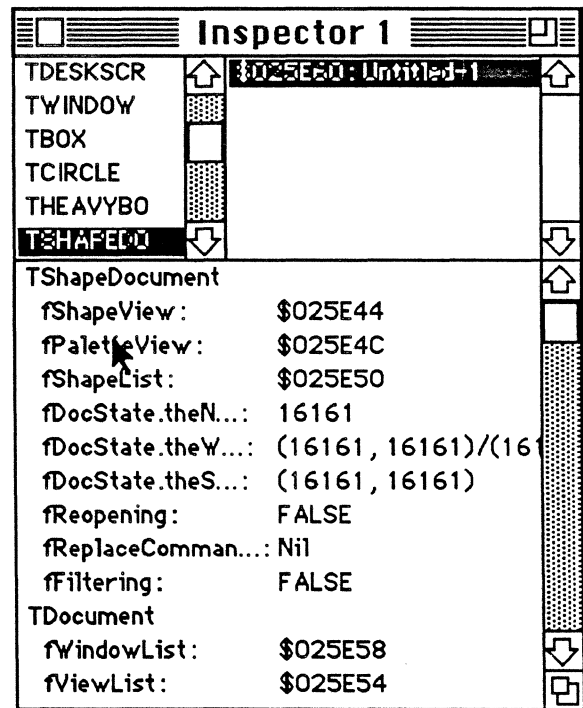 Inspector 1
TDESKSCR
TWINDOW
TBOX
TCIRCLE
THEAVYBO
TSHAPEDO
$025E60: Untitled-1
TShapeDocument
fShapeView: $025E44
fPaletteView: $025E4C
fShapeList: $025E50
fDocState.theN...: 16161
fDocState.theW...: (16161, 16161)/(161
fDocState.theS...: (16161, 16161)
fReopening: FALSE
fReplaceComman...: Nil
fFiltering: FALSE
TDocument
fWindowList: $025E58
fViewList: $025E54